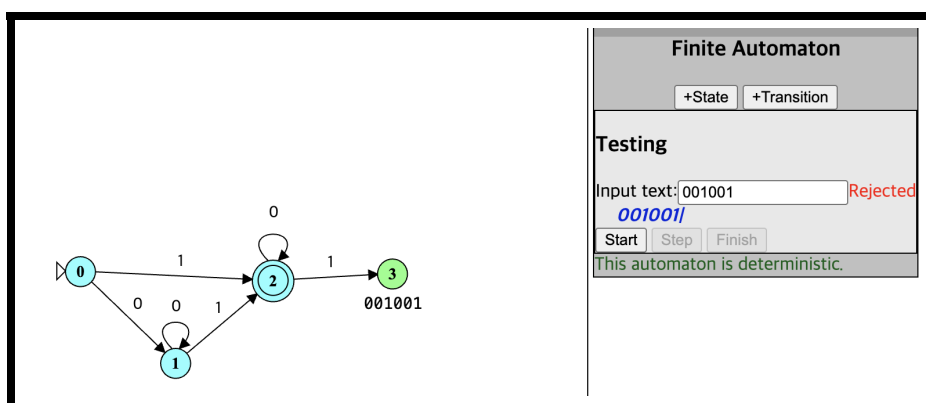 Finite Automaton
+State +Transition
Testing
Input text: 001001 Rejected
001001|
Start Step Finish
This automaton is deterministic.
0
1
0
1
2
3
0 0 1
001001
1